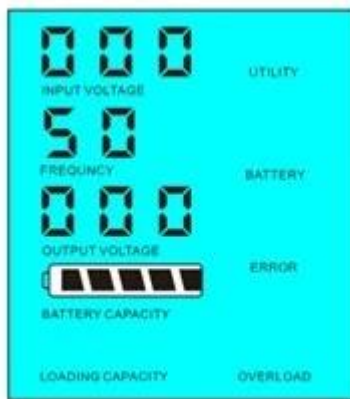 000
UTILITY
INPUT VOLTAGE
50
FREQUNCY
BATTERY
000
OUTPUT VOLTAGE
ERROR
BATTERY CAPACITY
LOADING CAPACITY
OVERLOAD